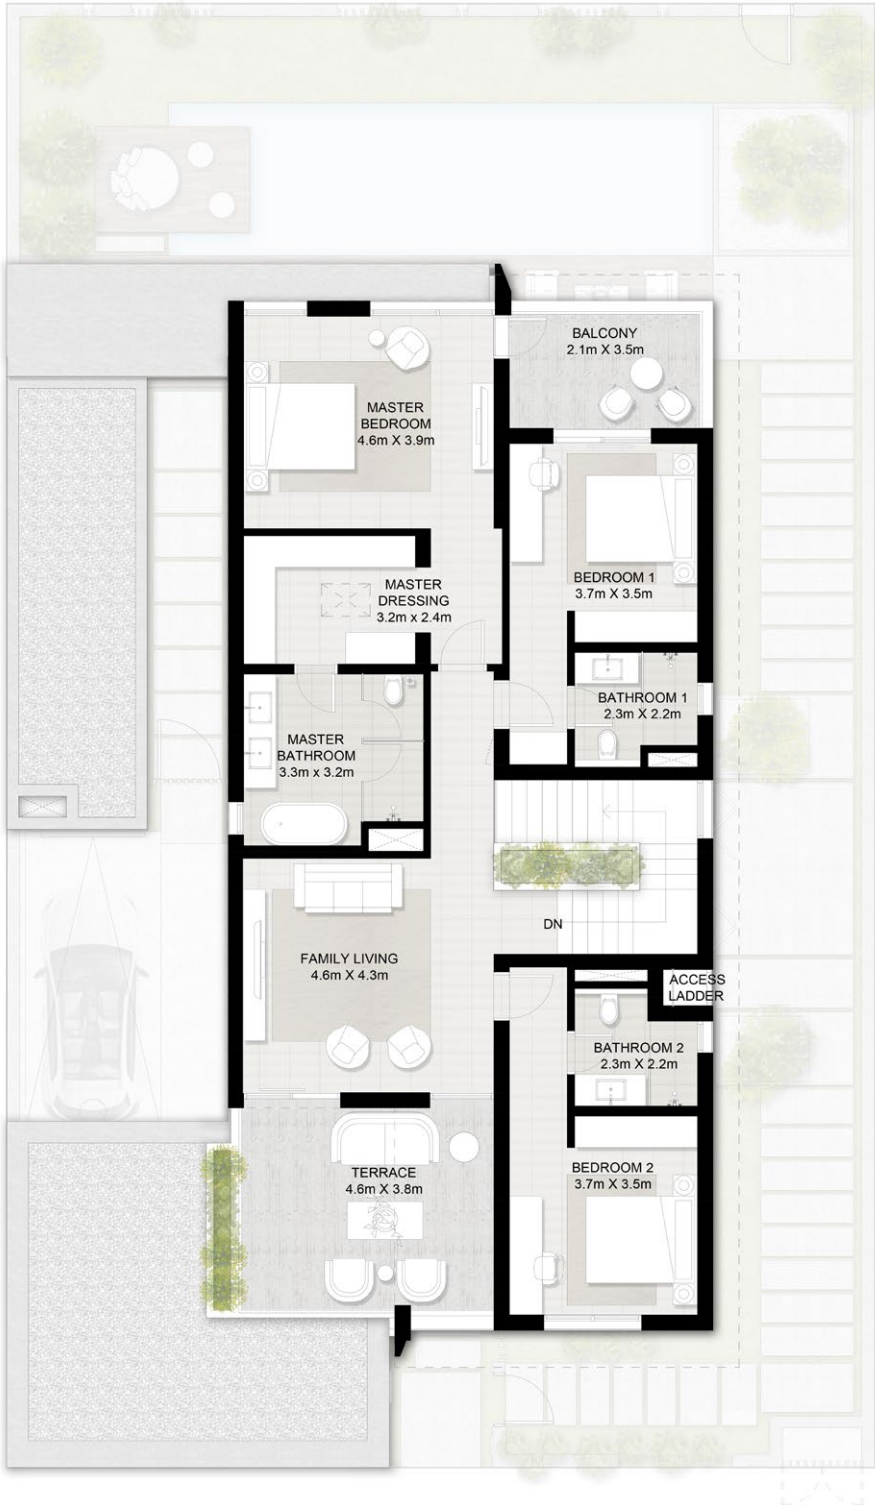 BALCONY
2.1m X 3.5m
MASTER
BEDROOM
4.6m X 3.9m
BEDROOM 1
3.7m X 3.5m
MASTER
DRESSING
3.2m x 2.4m
BATHROOM 1
2.3m X 2.2m
MASTER
BATHROOM
3.3m x 3.2m
DN
FAMILY LIVING
4.6m X 4.3m
ACCESS
LADDER
BATHROOM 2
2.3m X 2.2m
TERRACE
4.6m X 3.8m
BEDROOM 2
3.7m X 3.5m